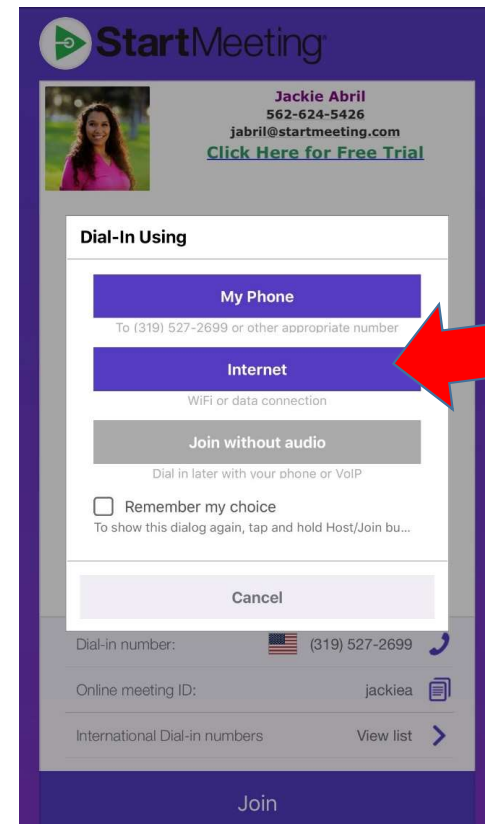 StartMeeting
Jackie Abril
562-624-5426
jabril@startmeeting.com
Click Here for Free Trial
Dial-In Using
My Phone
To (319) 527-2699 or other appropriate number
Internet
WiFi or data connection
Join without audio
Dial in later with your phone or VoIP
Remember my choice
To show this dialog again, tap and hold Host/Join bu...
Cancel
Dial-in number: (319) 527-2699
Online meeting ID: jackiea
International Dial-in numbers View list
Join